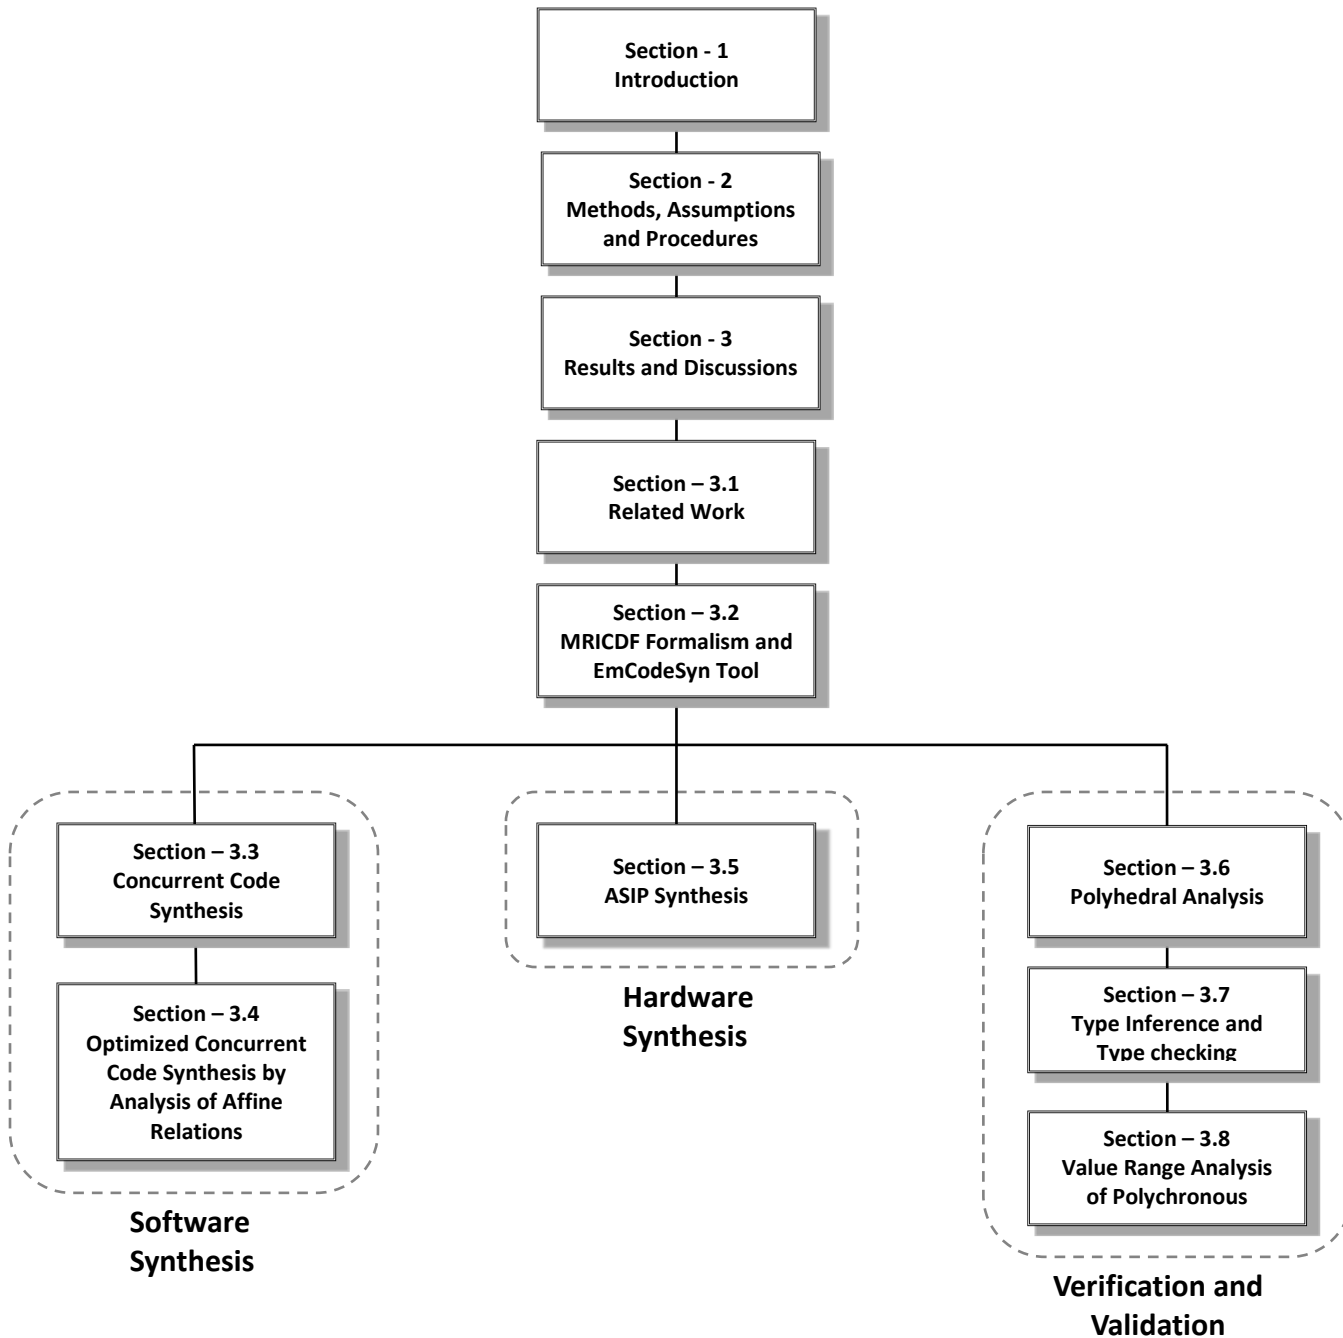 Section - 1
Introduction
Section - 2
Methods, Assumptions
and Procedures
Section - 3
Results and Discussions
Section – 3.1
Related Work
Section – 3.2
MRICDF Formalism and
EmCodeSyn Tool
Section – 3.3
Concurrent Code
Synthesis
Section – 3.4
Optimized Concurrent
Code Synthesis by
Analysis of Affine
Relations
Software
Synthesis
Section – 3.5
ASIP Synthesis
Hardware
Synthesis
Section – 3.6
Polyhedral Analysis
Section – 3.7
Type Inference and
Type checking
Section – 3.8
Value Range Analysis
of Polychronous
Verification and
Validation